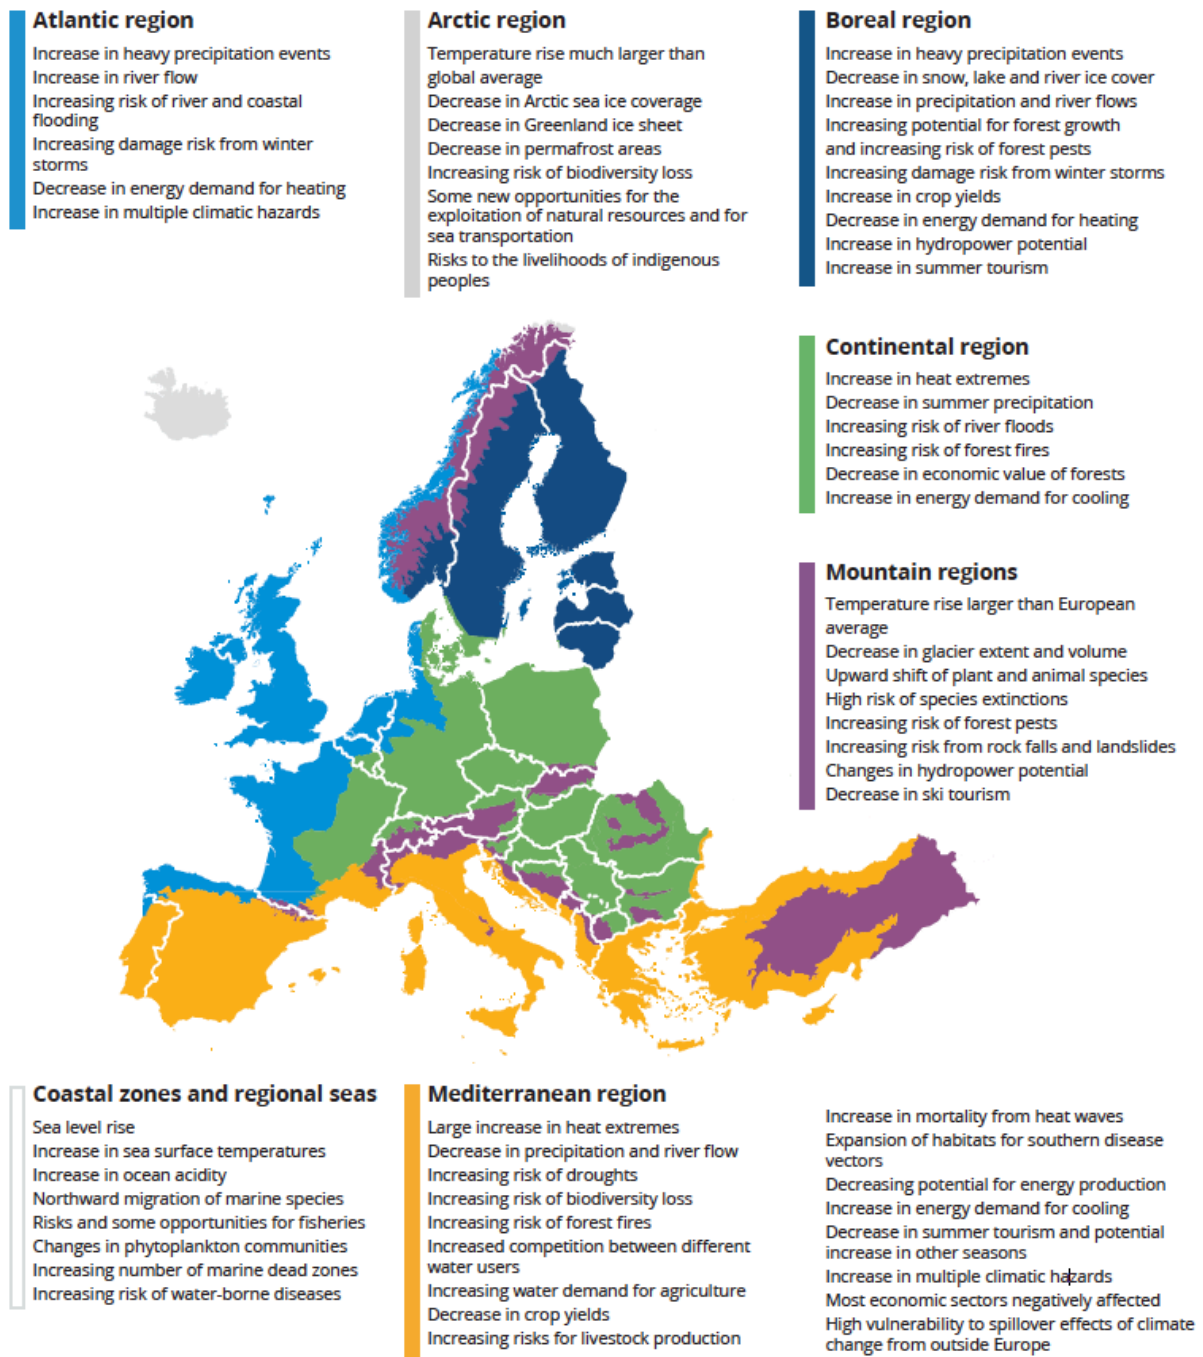 Atlantic region
Increase in heavy precipitation events
Increase in river flow
Increasing risk of river and coastal
flooding
Increasing damage risk from winter
storms
Decrease in energy demand for heating
Increase in multiple climatic hazards
Arctic region
Temperature rise much larger than
global average
Decrease in Arctic sea ice coverage
Decrease in Greenland ice sheet
Decrease in permafrost areas
Increasing risk of biodiversity loss
Some new opportunities for the
exploitation of natural resources and for
sea transportation
Risks to the livelihoods of indigenous
peoples
Boreal region
Increase in heavy precipitation events
Decrease in snow, lake and river ice cover
Increase in precipitation and river flows
Increasing potential for forest growth
and increasing risk of forest pests
Increasing damage risk from winter storms
Increase in crop yields
Decrease in energy demand for heating
Increase in hydropower potential
Increase in summer tourism
Continental region
Increase in heat extremes
Decrease in summer precipitation
Increasing risk of river floods
Increasing risk of forest fires
Decrease in economic value of forests
Increase in energy demand for cooling
Mountain regions
Temperature rise larger than European
average
Decrease in glacier extent and volume
Upward shift of plant and animal species
High risk of species extinctions
Increasing risk of forest pests
Increasing risk from rock falls and landslides
Changes in hydropower potential
Decrease in ski tourism
Coastal zones and regional seas
Sea level rise
Increase in sea surface temperatures
Increase in ocean acidity
Northward migration of marine species
Risks and some opportunities for fisheries
Changes in phytoplankton communities
Increasing number of marine dead zones
Increasing risk of water-borne diseases
Mediterranean region
Large increase in heat extremes
Decrease in precipitation and river flow
Increasing risk of droughts
Increasing risk of biodiversity loss
Increasing risk of forest fires
Increased competition between different
water users
Increasing water demand for agriculture
Decrease in crop yields
Increasing risks for livestock production
Increase in mortality from heat waves
Expansion of habitats for southern disease
vectors
Decreasing potential for energy production
Increase in energy demand for cooling
Decrease in summer tourism and potential
increase in other seasons
Increase in multiple climatic hazards
Most economic sectors negatively affected
High vulnerability to spillover effects of climate
change from outside Europe